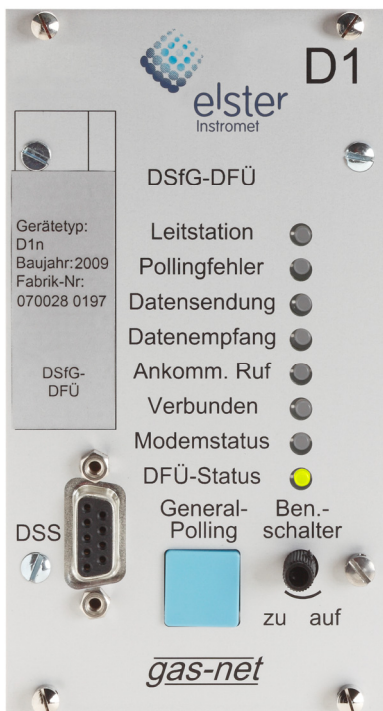 D1
elster
Instromet
DSfG-DFÜ
Gerätetyp:
D1n
Baujahr:2009
Fabrik-Nr:
070028 0197
DSfG-
DFÜ
Leitstation
Pollingfehler
Datensendung
Datenempfang
Ankomm. Ruf
Verbunden
Modemstatus
DFÜ-Status
DSS
General-
Polling
Ben.-
schalter
zu auf
gas-net